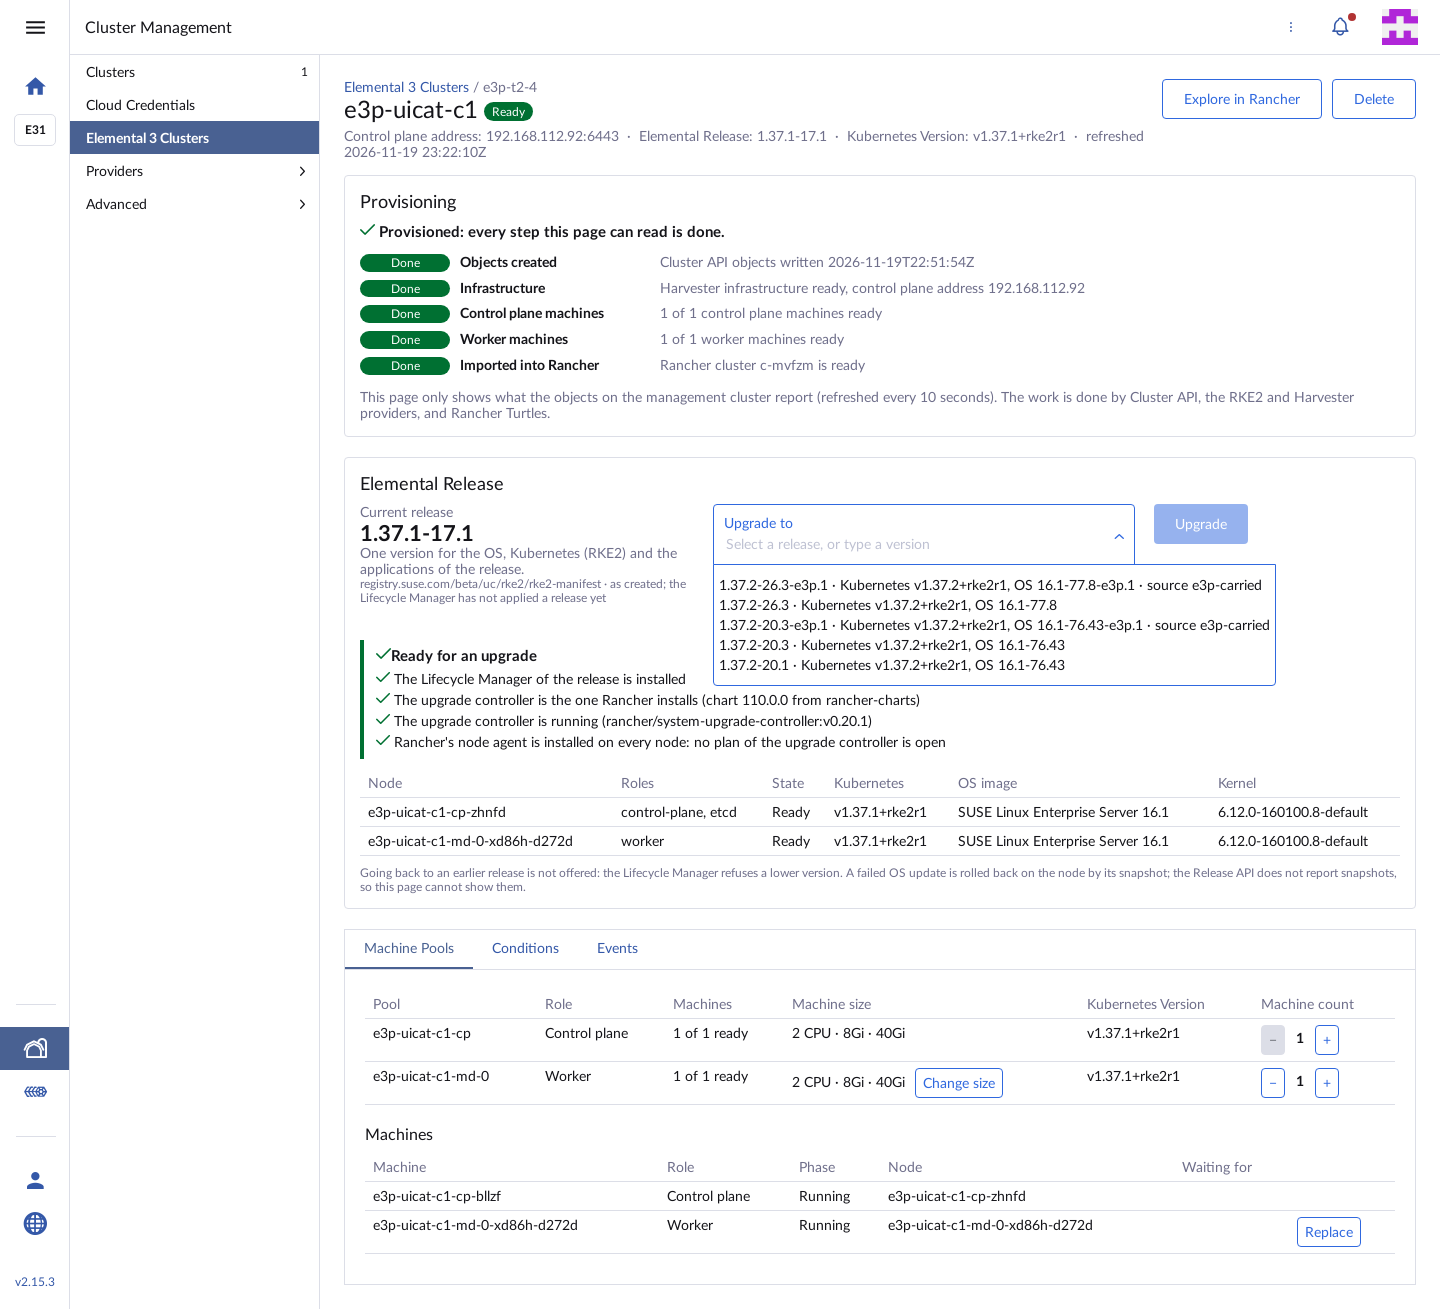 Cluster Management
E31
Clusters 1
Cloud Credentials
Elemental 3 Clusters
Providers
Advanced
v2.15.3
Elemental 3 Clusters / e3p-t2-4
e3p-uicat-c1 Ready
Explore in Rancher
Delete
Control plane address: 192.168.112.92:6443 · Elemental Release: 1.37.1-17.1 · Kubernetes Version: v1.37.1+rke2r1 · refreshed
2026-11-19 23:22:10Z
Provisioning
Provisioned: every step this page can read is done.
Done Objects created Cluster API objects written 2026-11-19T22:51:54Z
Done Infrastructure Harvester infrastructure ready, control plane address 192.168.112.92
Done Control plane machines 1 of 1 control plane machines ready
Done Worker machines 1 of 1 worker machines ready
Done Imported into Rancher Rancher cluster c-mvfzm is ready
This page only shows what the objects on the management cluster report (refreshed every 10 seconds). The work is done by Cluster API, the RKE2 and Harvester
providers, and Rancher Turtles.
Elemental Release
Current release
1.37.1-17.1
One version for the OS, Kubernetes (RKE2) and the
applications of the release.
registry.suse.com/beta/uc/rke2/rke2-manifest · as created; the
Lifecycle Manager has not applied a release yet
Upgrade to
Select a release, or type a version
Upgrade
1.37.2-26.3-e3p.1 · Kubernetes v1.37.2+rke2r1, OS 16.1-77.8-e3p.1 · source e3p-carried
1.37.2-26.3 · Kubernetes v1.37.2+rke2r1, OS 16.1-77.8
1.37.2-20.3-e3p.1 · Kubernetes v1.37.2+rke2r1, OS 16.1-76.43-e3p.1 · source e3p-carried
1.37.2-20.3 · Kubernetes v1.37.2+rke2r1, OS 16.1-76.43
1.37.2-20.1 · Kubernetes v1.37.2+rke2r1, OS 16.1-76.43
Ready for an upgrade
The Lifecycle Manager of the release is installed
The upgrade controller is the one Rancher installs (chart 110.0.0 from rancher-charts)
The upgrade controller is running (rancher/system-upgrade-controller:v0.20.1)
Rancher's node agent is installed on every node: no plan of the upgrade controller is open
Node Roles State Kubernetes OS image Kernel
e3p-uicat-c1-cp-zhnfd control-plane, etcd Ready v1.37.1+rke2r1 SUSE Linux Enterprise Server 16.1 6.12.0-160100.8-default
e3p-uicat-c1-md-0-xd86h-d272d worker Ready v1.37.1+rke2r1 SUSE Linux Enterprise Server 16.1 6.12.0-160100.8-default
Going back to an earlier release is not offered: the Lifecycle Manager refuses a lower version. A failed OS update is rolled back on the node by its snapshot; the Release API does not report snapshots,
so this page cannot show them.
Machine Pools Conditions Events
Pool Role Machines Machine size Kubernetes Version Machine count
e3p-uicat-c1-cp Control plane 1 of 1 ready 2 CPU · 8Gi · 40Gi v1.37.1+rke2r1 − 1 +
e3p-uicat-c1-md-0 Worker 1 of 1 ready 2 CPU · 8Gi · 40Gi Change size v1.37.1+rke2r1 − 1 +
Machines
Machine Role Phase Node Waiting for
e3p-uicat-c1-cp-bllzf Control plane Running e3p-uicat-c1-cp-zhnfd
e3p-uicat-c1-md-0-xd86h-d272d Worker Running e3p-uicat-c1-md-0-xd86h-d272d Replace